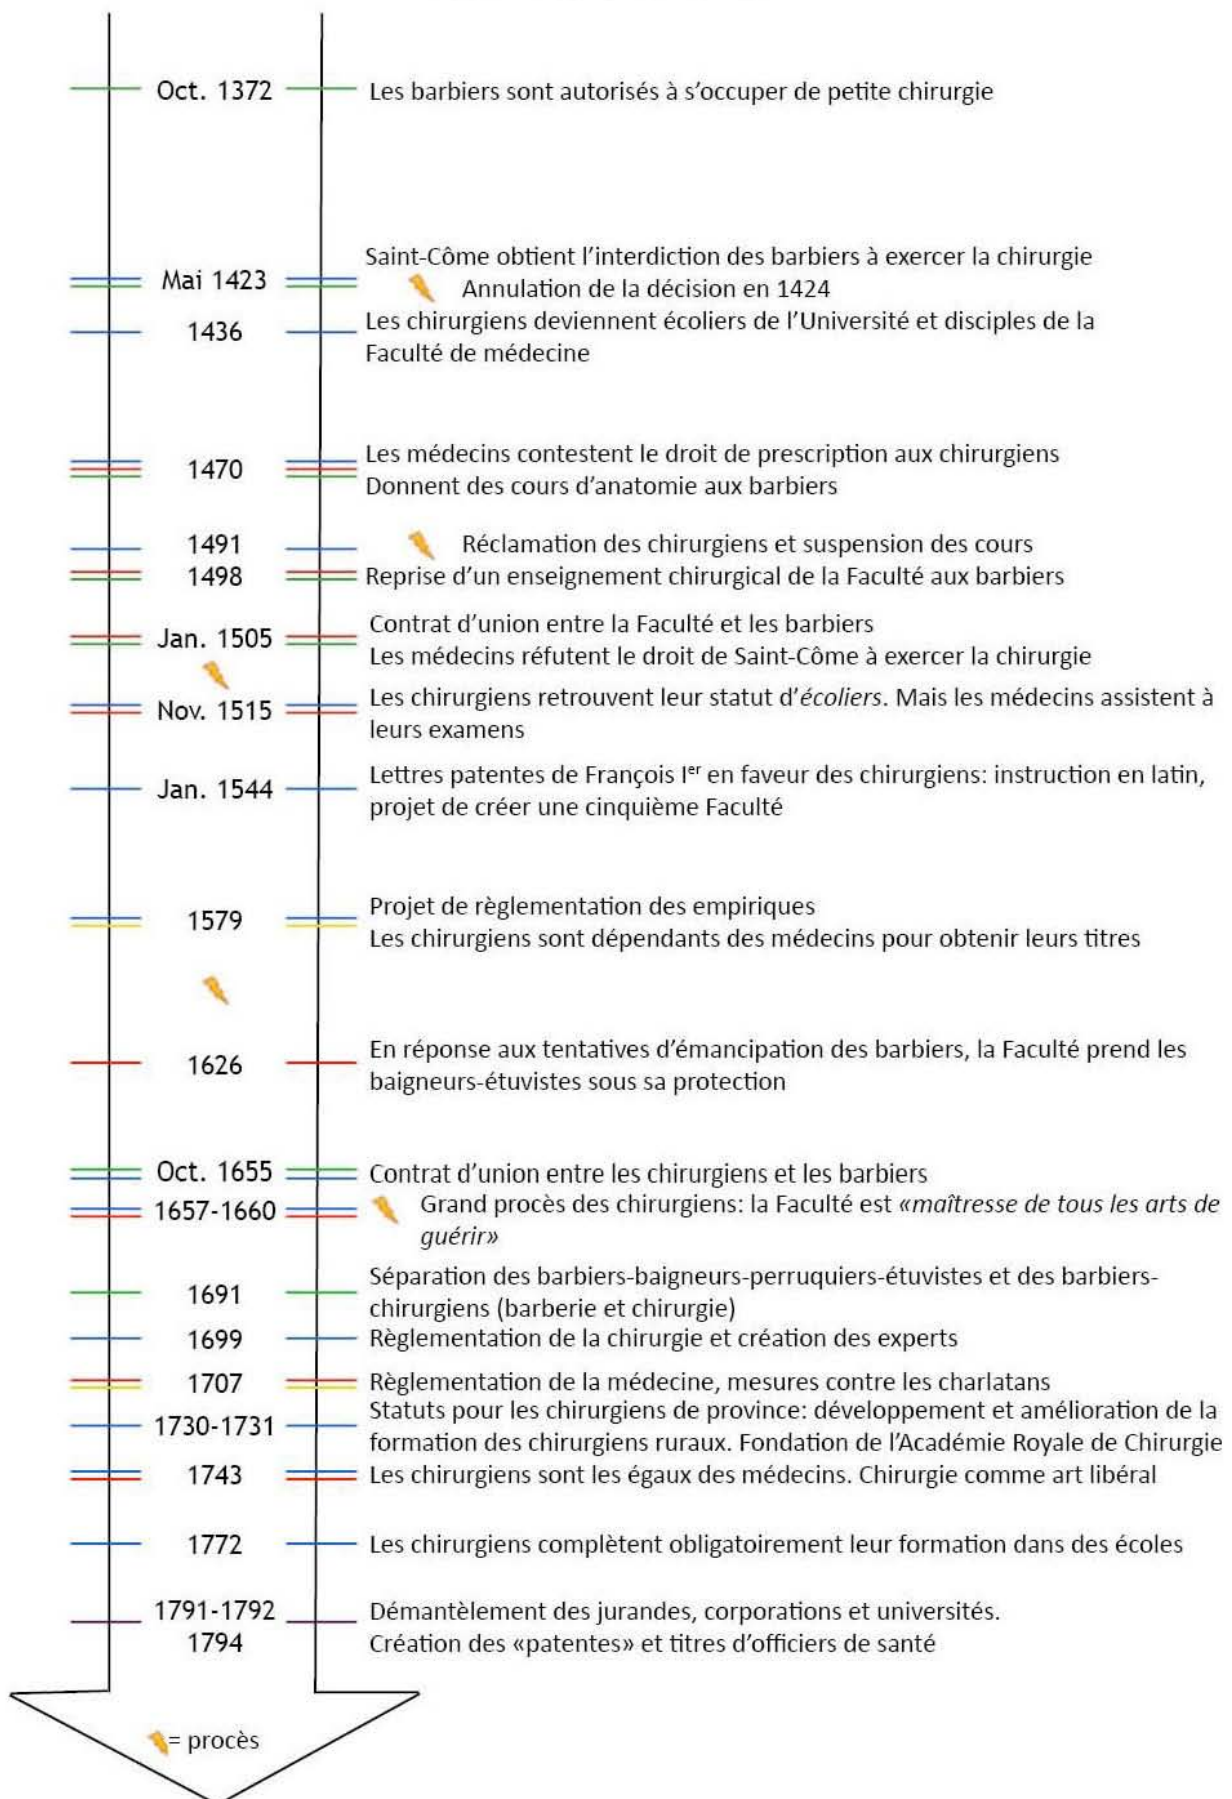 Oct. 1372 Les barbiers sont autorisés à s’occuper de petite chirurgie
Saint-Côme obtient l’interdiction des barbiers à exercer la chirurgie
Mai 1423 Annulation de la décision en 1424
1436 Les chirurgiens deviennent écoliers de l’Université et disciples de la
Faculté de médecine
Les médecins contestent le droit de prescription aux chirurgiens
1470
Donnent des cours d’anatomie aux barbiers
1491 Réclamation des chirurgiens et suspension des cours
1498 Reprise d’un enseignement chirurgical de la Faculté aux barbiers
Contrat d’union entre la Faculté et les barbiers
Jan. 1505
Les médecins réfutent le droit de Saint-Côme à exercer la chirurgie
Les chirurgiens retrouvent leur statut d’écoliers. Mais les médecins assistent à
Nov. 1515
leurs examens
Lettres patentes de François Ier en faveur des chirurgiens: instruction en latin,
Jan. 1544
projet de créer une cinquième Faculté
Projet de règlementation des empiriques
1579
Les chirurgiens sont dépendants des médecins pour obtenir leurs titres
En réponse aux tentatives d’émancipation des barbiers, la Faculté prend les
1626
baigneurs-étuvistes sous sa protection
Oct. 1655 Contrat d’union entre les chirurgiens et les barbiers
1657-1660 Grand procès des chirurgiens: la Faculté est «maîtresse de tous les arts de
guérir»
Séparation des barbiers-baigneurs-perruquiers-étuvistes et des barbiers-
1691
chirurgiens (barberie et chirurgie)
1699 Règlementation de la chirurgie et création des experts
1707 Règlementation de la médecine, mesures contre les charlatans
Statuts pour les chirurgiens de province: développement et amélioration de la
1730-1731
formation des chirurgiens ruraux. Fondation de l’Académie Royale de Chirurgie
1743 Les chirurgiens sont les égaux des médecins. Chirurgie comme art libéral
1772 Les chirurgiens complètent obligatoirement leur formation dans des écoles
1791-1792 Démantèlement des jurandes, corporations et universités.
1794 Création des «patentes» et titres d’officiers de santé
= procès